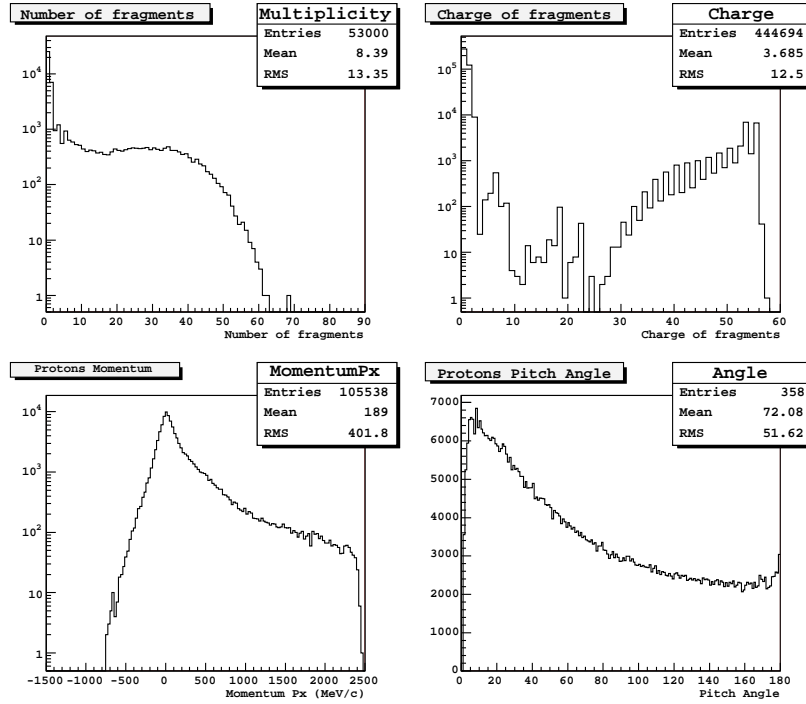 Number of fragments
Multiplicity
Entries 53000
Mean 8.39
RMS 13.35
10^4
10^3
10^2
10
1
0 10 20 30 40 50 60 70 80 90
Number of fragments
Charge of fragments
Charge
Entries 444694
Mean 3.685
RMS 12.5
10^5
10^4
10^3
10^2
10
1
0 10 20 30 40 50 60
Charge of fragments
Protons Momentum
MomentumPx
Entries 105538
Mean 189
RMS 401.8
10^4
10^3
10^2
10
1
-1500 -1000 -500 0 500 1000 1500 2000 2500
Momentum Px (MeV/c)
Protons Pitch Angle
Angle
Entries 358
Mean 72.08
RMS 51.62
7000
6000
5000
4000
3000
2000
1000
0
0 20 40 60 80 100 120 140 160 180
Pitch Angle